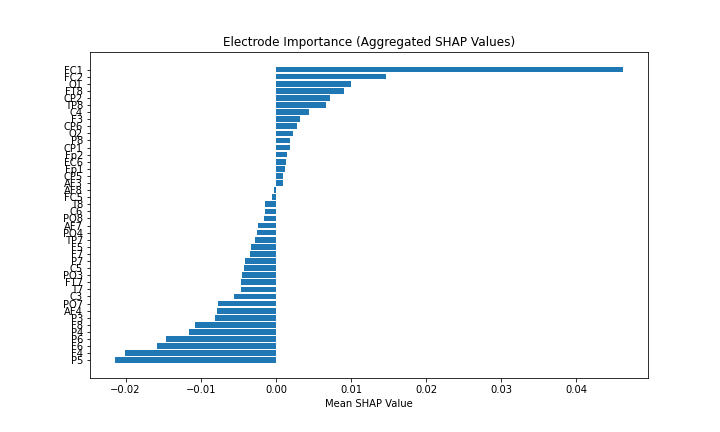 Electrode Importance (Aggregated SHAP Values)
FC1
FC2
O1
FT8
CP2
TP8
C4
F3
CP6
O2
P8
CP1
Fp2
FC6
Fp1
CP5
AF3
AF8
FC5
T8
C6
PO8
AF7
PO4
TP7
F5
F7
P7
C5
PO3
FT7
T7
C3
PO7
AF4
P3
F8
P4
P6
F6
F4
P5
−0.02 −0.01 0.00 0.01 0.02 0.03 0.04
Mean SHAP Value